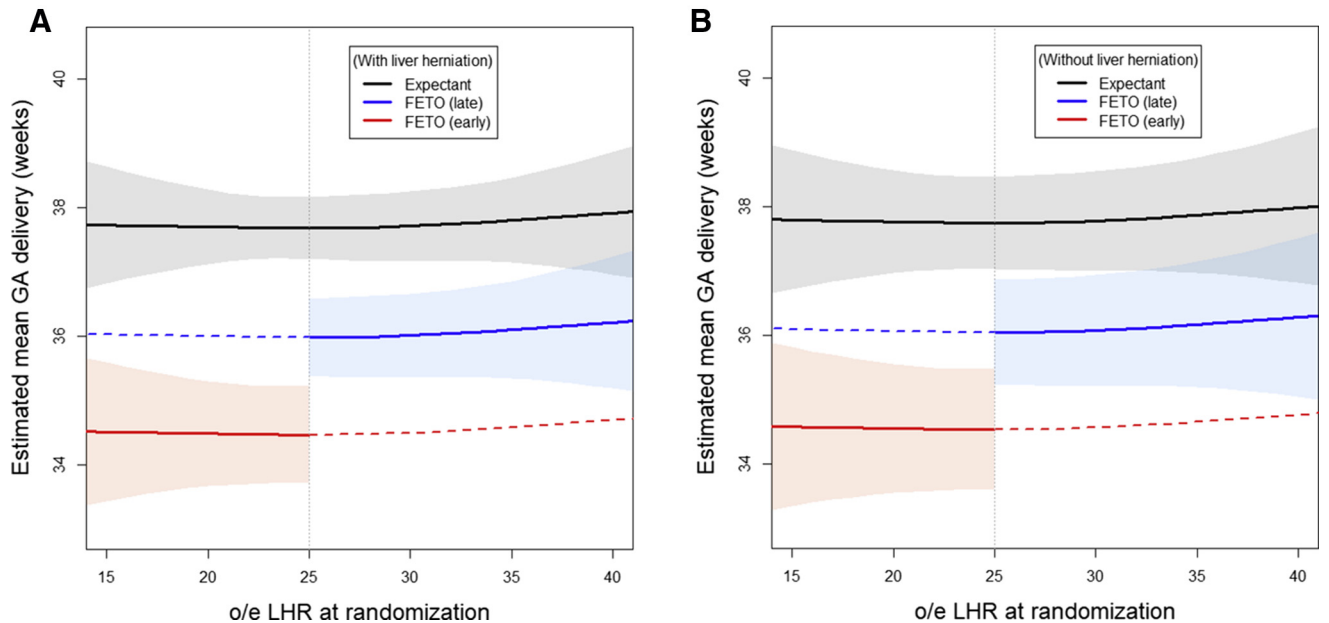 A
(With liver herniation)
Expectant
FETO (late)
FETO (early)
Estimated mean GA delivery (weeks)
40
38
36
34
15 20 25 30 35 40
o/e LHR at randomization
B
(Without liver herniation)
Expectant
FETO (late)
FETO (early)
Estimated mean GA delivery (weeks)
40
38
36
34
15 20 25 30 35 40
o/e LHR at randomization